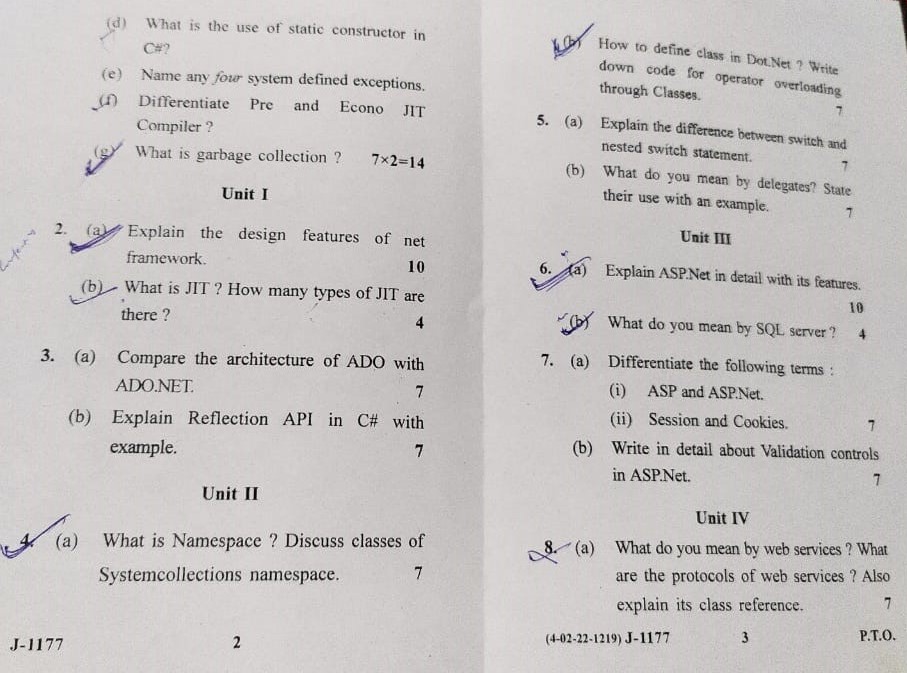 (d) What is the use of static constructor in
C#?
(e) Name any four system defined exceptions.
(f) Differentiate Pre and Econo JIT
Compiler ?
(g) What is garbage collection ? 7×2=14
Unit I
2. (a) Explain the design features of net
framework. 10
(b) What is JIT ? How many types of JIT are
there ? 4
3. (a) Compare the architecture of ADO with
ADO.NET. 7
(b) Explain Reflection API in C# with
example. 7
Unit II
4. (a) What is Namespace ? Discuss classes of
Systemcollections namespace. 7
J-1177 2
(b) How to define class in Dot.Net ? Write
down code for operator overloading
through Classes. 7
5. (a) Explain the difference between switch and
nested switch statement. 7
(b) What do you mean by delegates? State
their use with an example. 7
Unit III
6. (a) Explain ASP.Net in detail with its features.
10
(b) What do you mean by SQL server ? 4
7. (a) Differentiate the following terms :
(i) ASP and ASP.Net.
(ii) Session and Cookies. 7
(b) Write in detail about Validation controls
in ASP.Net. 7
Unit IV
8. (a) What do you mean by web services ? What
are the protocols of web services ? Also
explain its class reference. 7
(4-02-22-1219) J-1177 3 P.T.O.